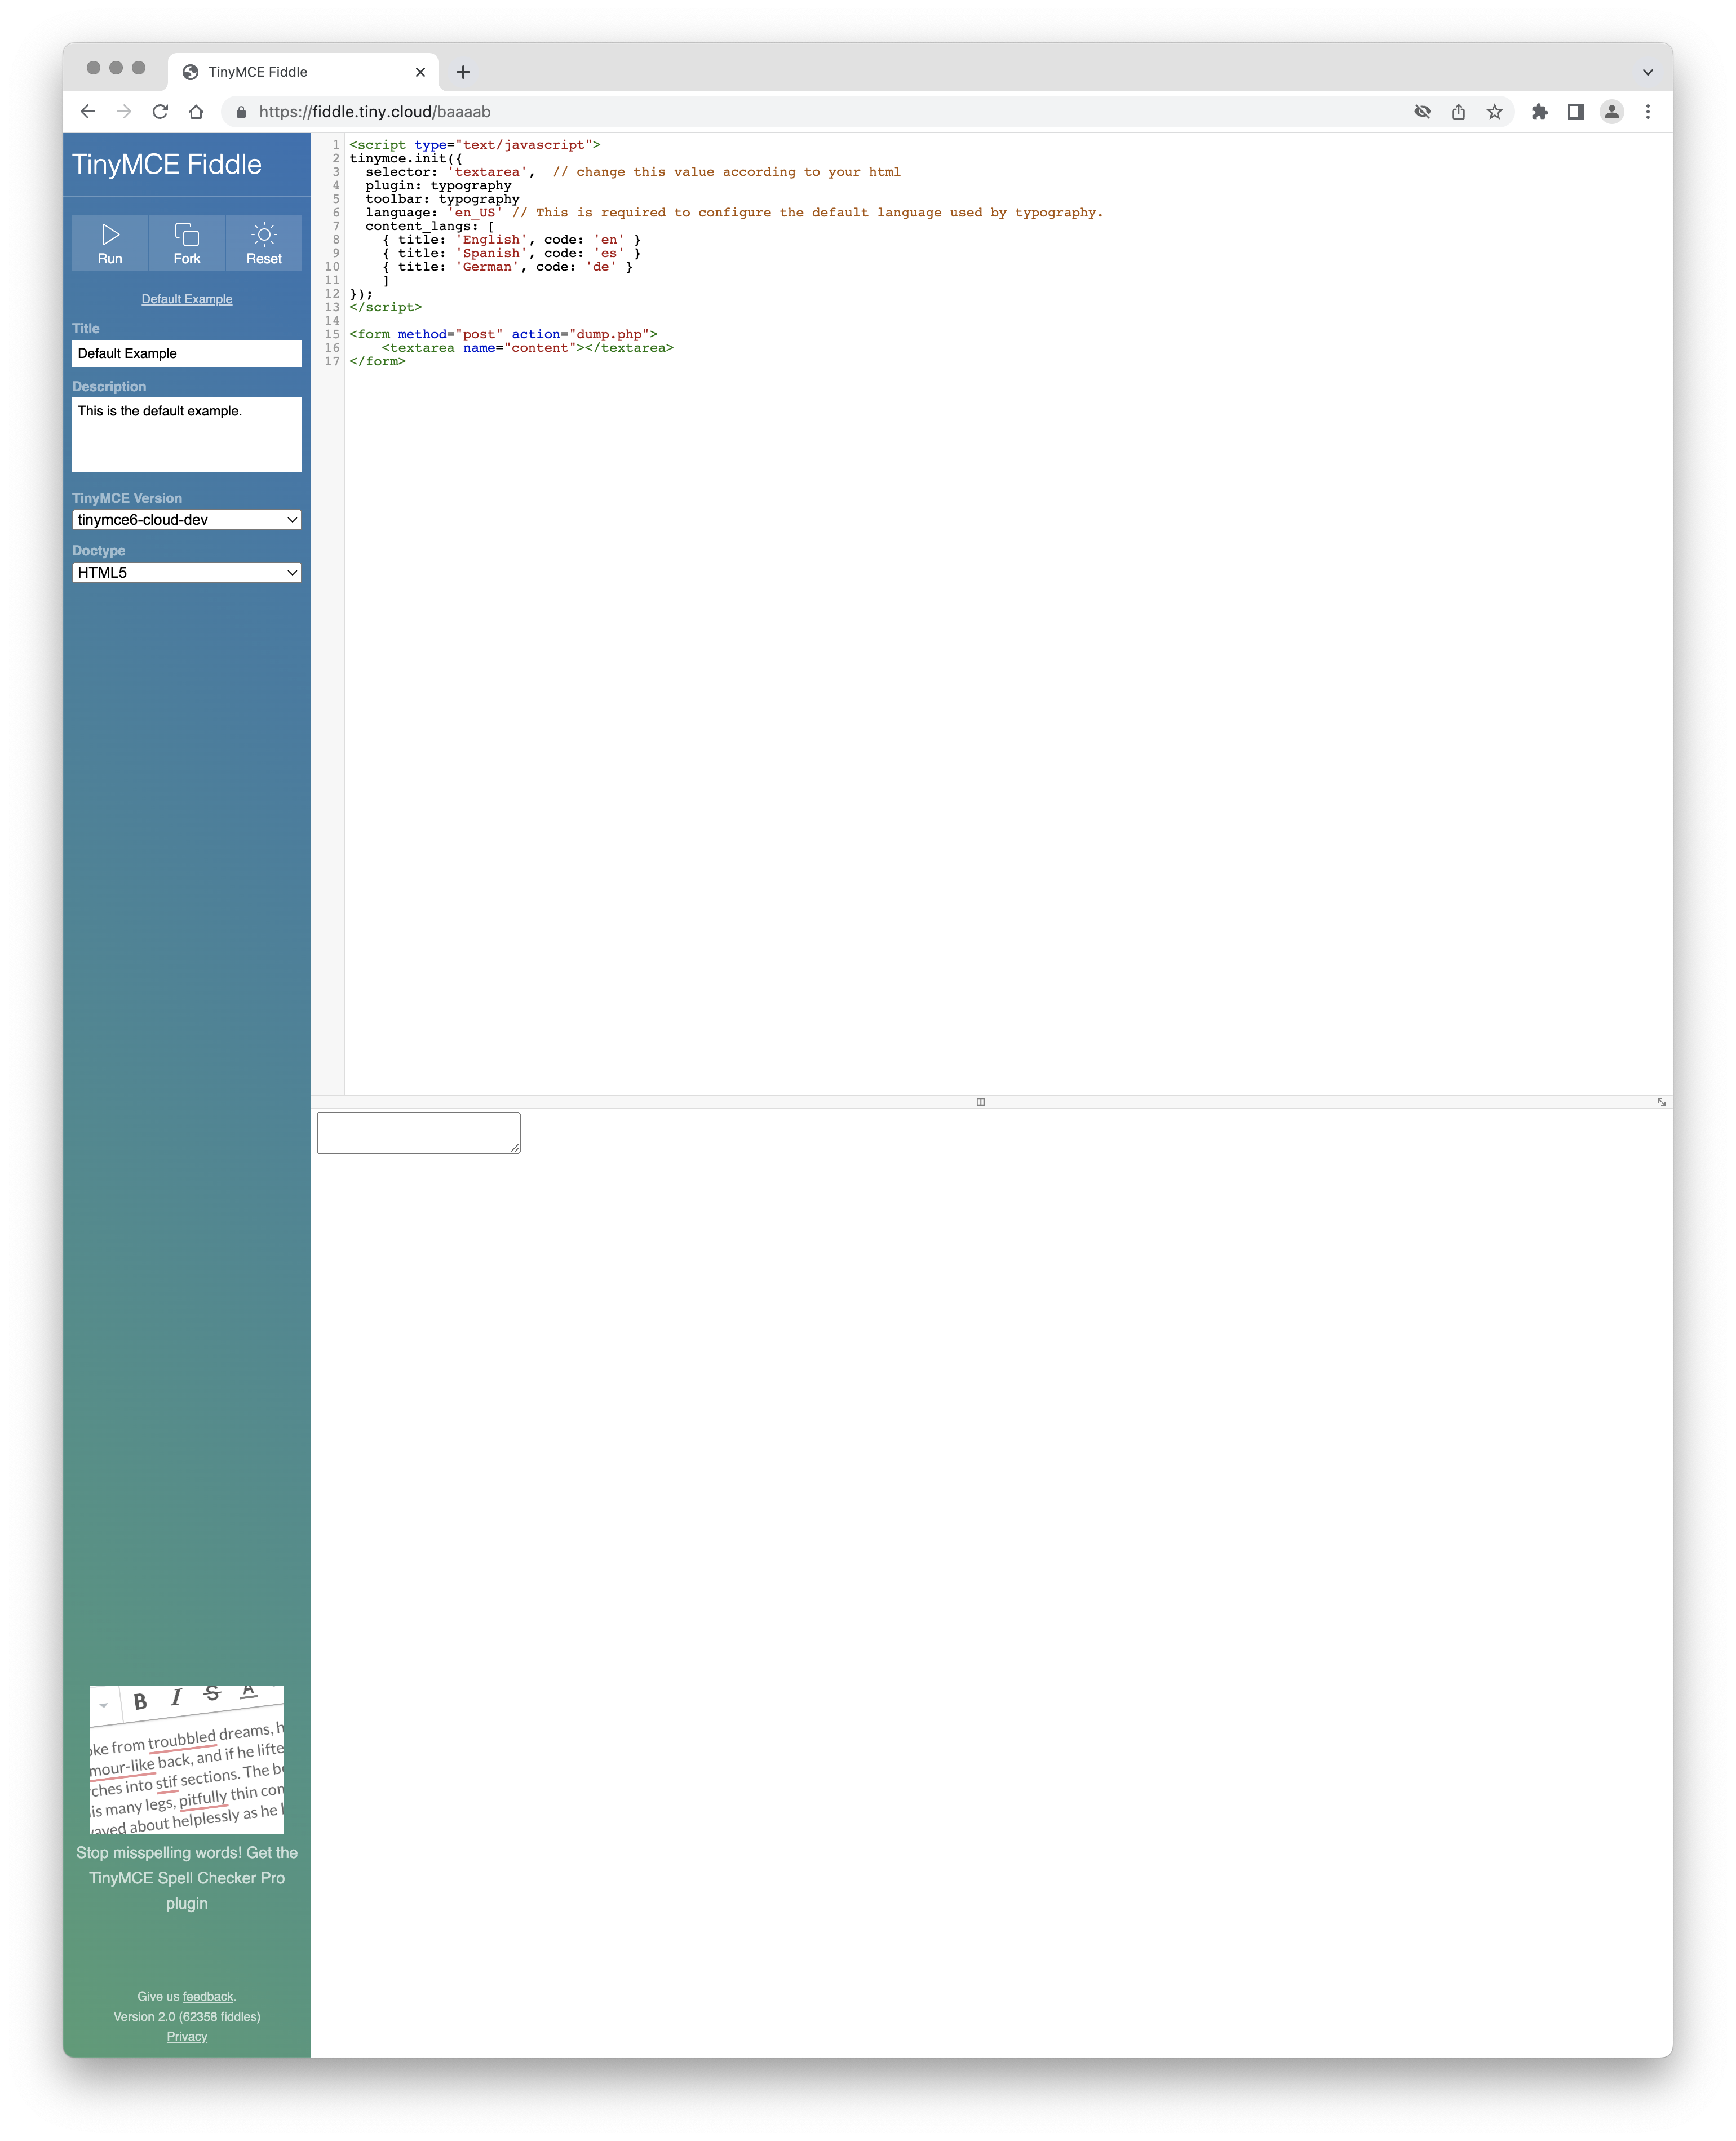 TinyMCE Fiddle
https://fiddle.tiny.cloud/baaaab
TinyMCE Fiddle
Run
Fork
Reset
Default Example
Title
Default Example
Description
This is the default example.
TinyMCE Version
tinymce6-cloud-dev
Doctype
HTML5
1 <script type="text/javascript">
2 tinymce.init({
3   selector: 'textarea',  // change this value according to your html
4   plugin: typography
5   toolbar: typography
6   language: 'en_US' // This is required to configure the default language used by typography.
7   content_langs: [
8     { title: 'English', code: 'en' }
9     { title: 'Spanish', code: 'es' }
10     { title: 'German', code: 'de' }
11     ]
12 });
13 </script>
14
15 <form method="post" action="dump.php">
16     <textarea name="content"></textarea>
17 </form>
B I S A
oke from troubbled dreams, h
mour-like back, and if he lifte
ches into stif sections. The be
is many legs, pitfully thin con
vaved about helplessly as he l
Stop misspelling words! Get the
TinyMCE Spell Checker Pro
plugin
Give us feedback.
Version 2.0 (62358 fiddles)
Privacy